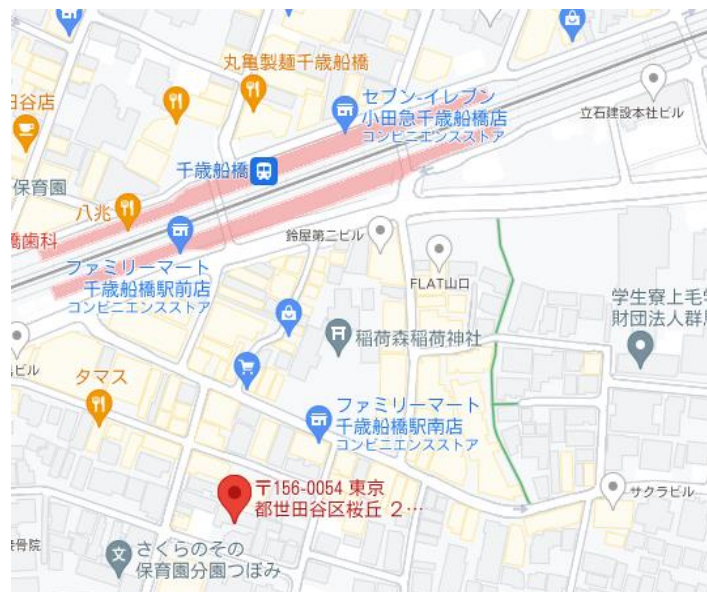 丸亀製麺千歳船橋
セブン-イレブン
小田急千歳船橋店
コンビニエンスストア
立石建設本社ビル
谷店
千歳船橋
保育園
八兆
橋歯科
鈴屋第二ビル
ファミリーマート
千歳船橋駅前店
コンビニエンスストア
FLAT山口
学生寮上毛学
財団法人群馬
稲荷森稲荷神社
ビル
タマス
ファミリーマート
千歳船橋駅南店
コンビニエンスストア
〒156-0054 東京
都世田谷区桜丘 2…
サクラビル
接骨院
さくらのその
保育園分園つぼみ
文